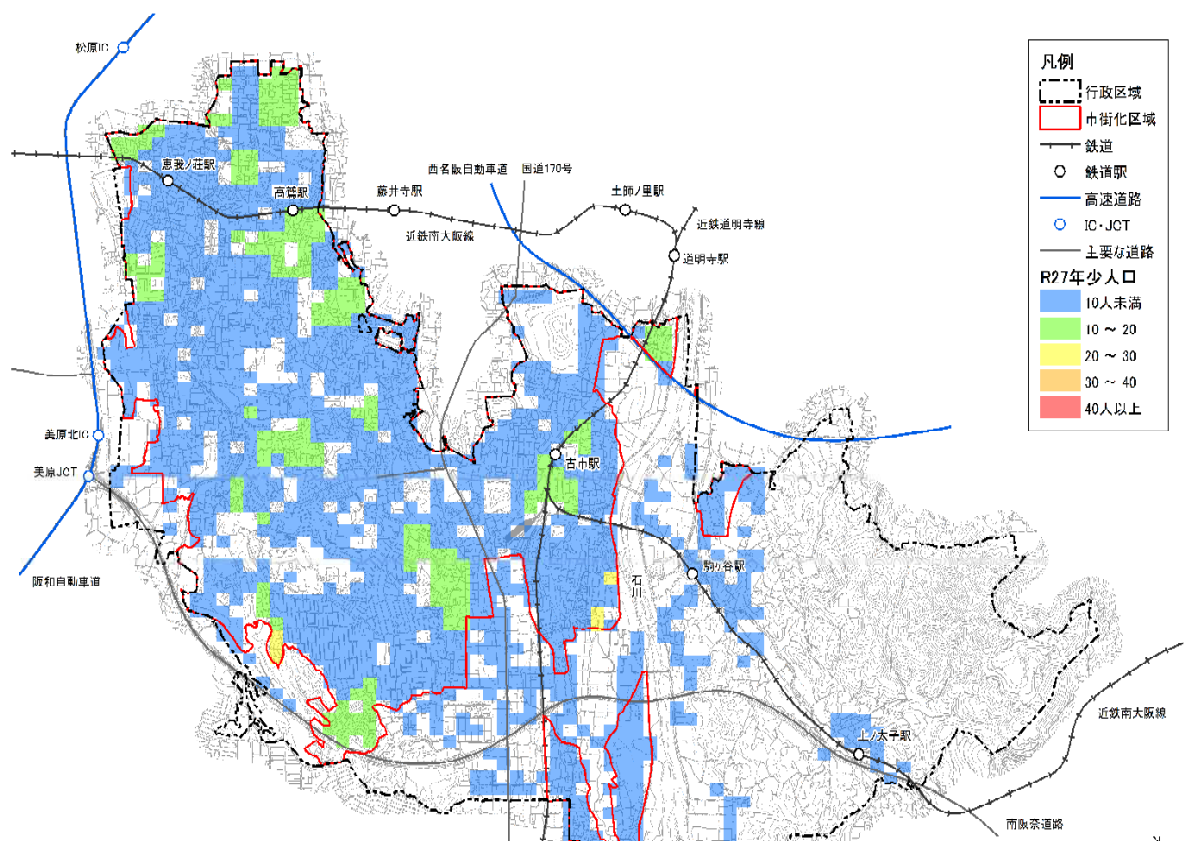 松原IC
恵我ノ荘駅
高鷲駅
藤井寺駅
近鉄南大阪線
西名阪自動車道
国道170号
土師ノ里駅
近鉄道明寺線
道明寺駅
美原北IC
美原JCT
阪和自動車道
古市駅
石川
駒ヶ谷駅
上ノ太子駅
近鉄南大阪線
南阪奈道路
凡例
行政区域
市街化区域
鉄道
鉄道駅
高速道路
IC・JCT
主要な道路
R27年少人口
10人未満
10 ～ 20
20 ～ 30
30 ～ 40
40人以上